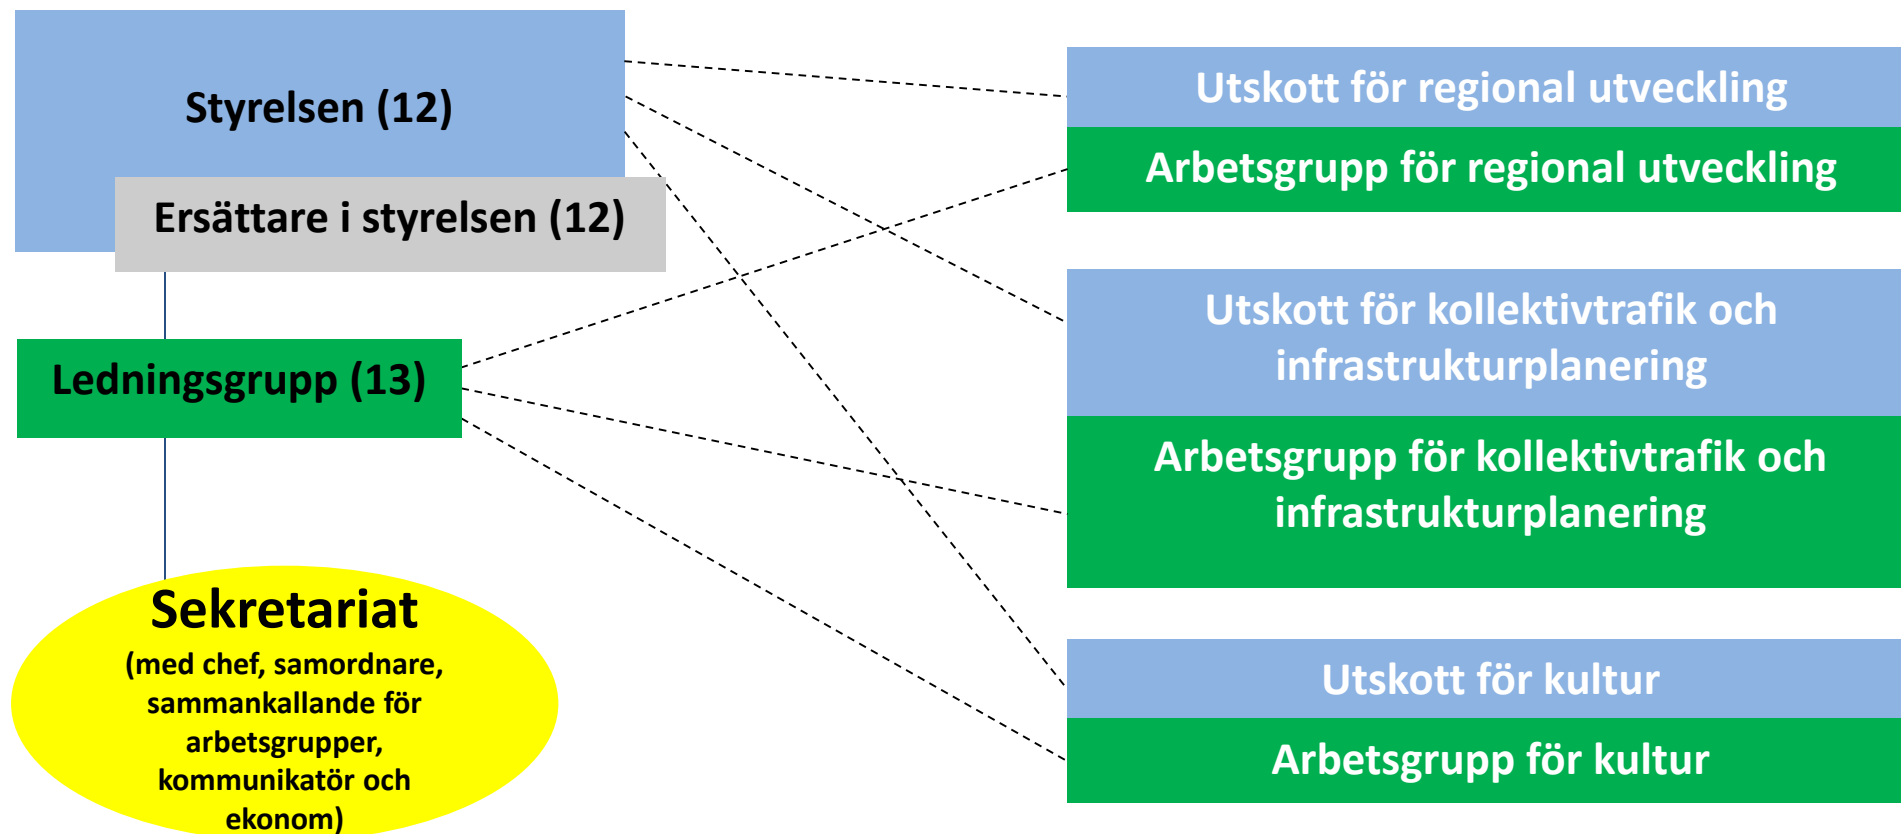 Styrelsen (12)
Ersättare i styrelsen (12)
Ledningsgrupp (13)
Sekretariat
(med chef, samordnare,
sammankallande för
arbetsgrupper,
kommunikatör och
ekonom)
Utskott för regional utveckling
Arbetsgrupp för regional utveckling
Utskott för kollektivtrafik och
infrastrukturplanering
Arbetsgrupp för kollektivtrafik och
infrastrukturplanering
Utskott för kultur
Arbetsgrupp för kultur